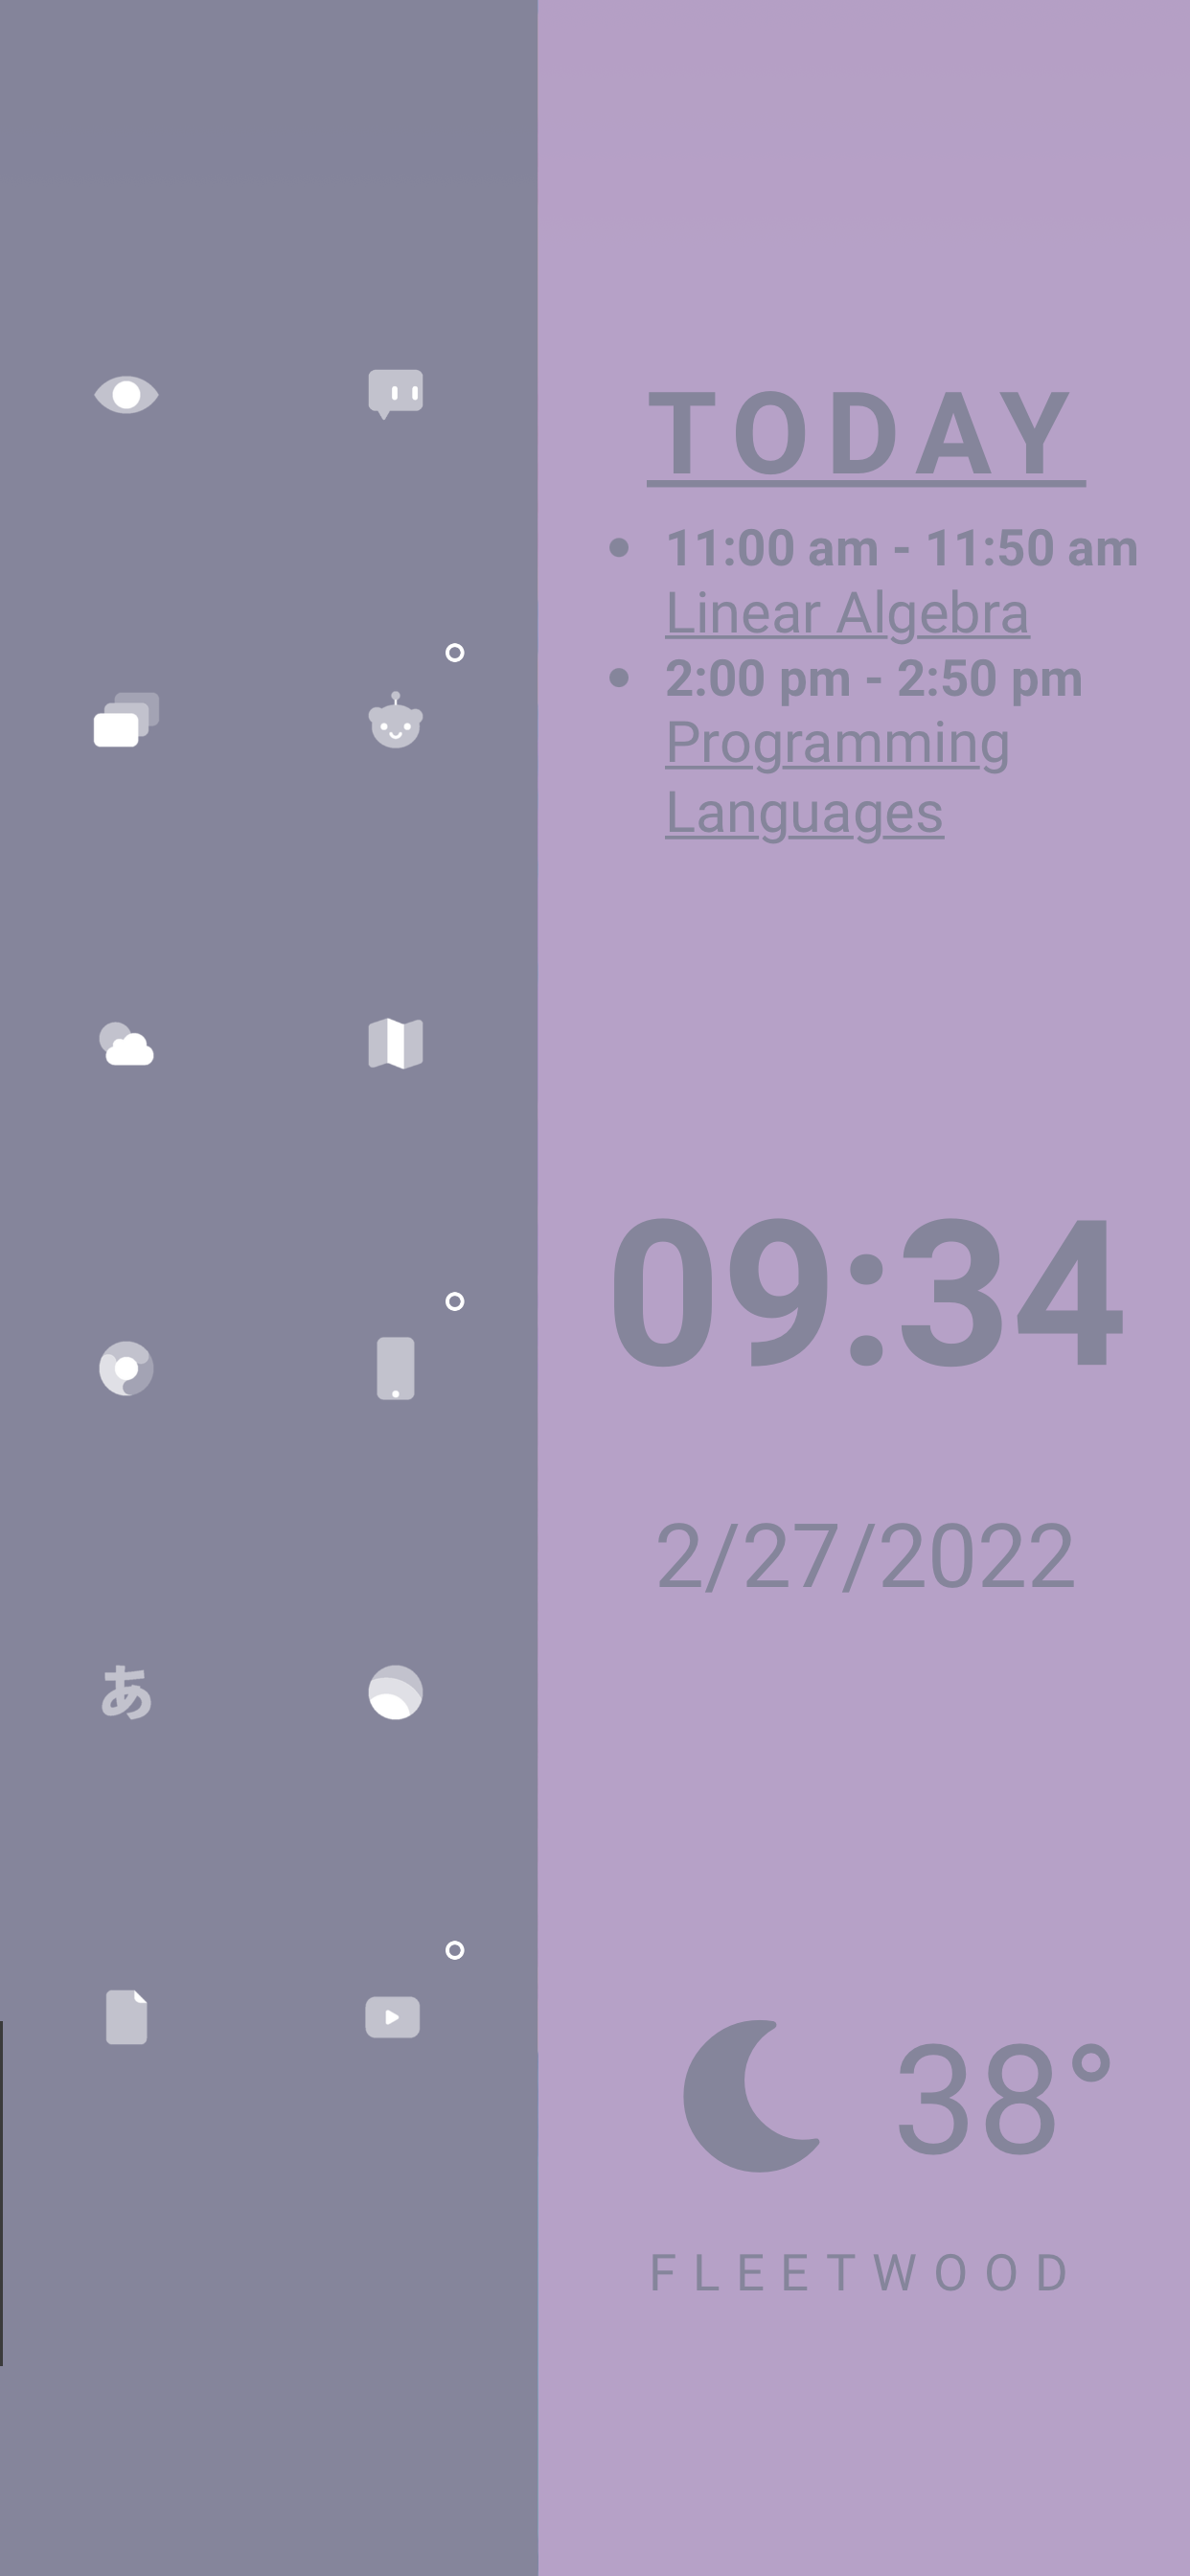 TODAY
• 11:00 am - 11:50 am
Linear Algebra
• 2:00 pm - 2:50 pm
Programming
Languages
09:34
2/27/2022
あ
38°
FLEETWOOD